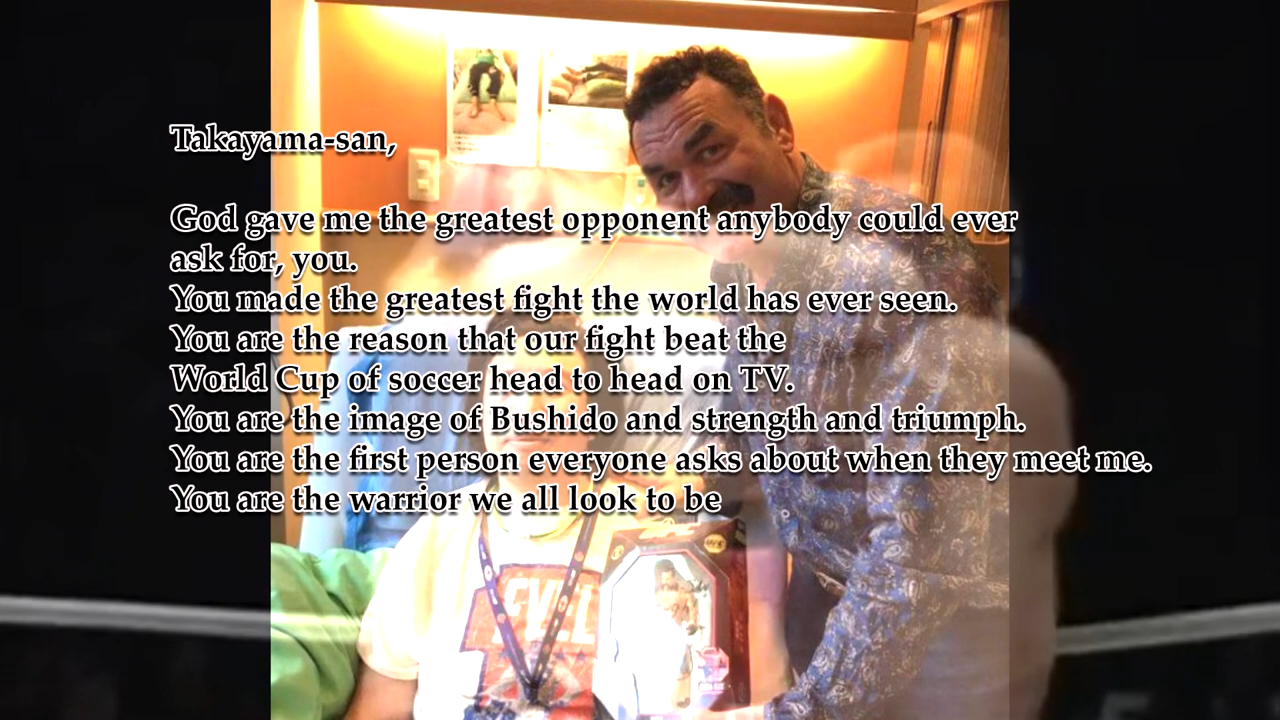 Takayama-san,
God gave me the greatest opponent anybody could ever
ask for, you.
You made the greatest fight the world has ever seen.
You are the reason that our fight beat the
World Cup of soccer head to head on TV.
You are the image of Bushido and strength and triumph.
You are the first person everyone asks about when they meet me.
You are the warrior we all look to be